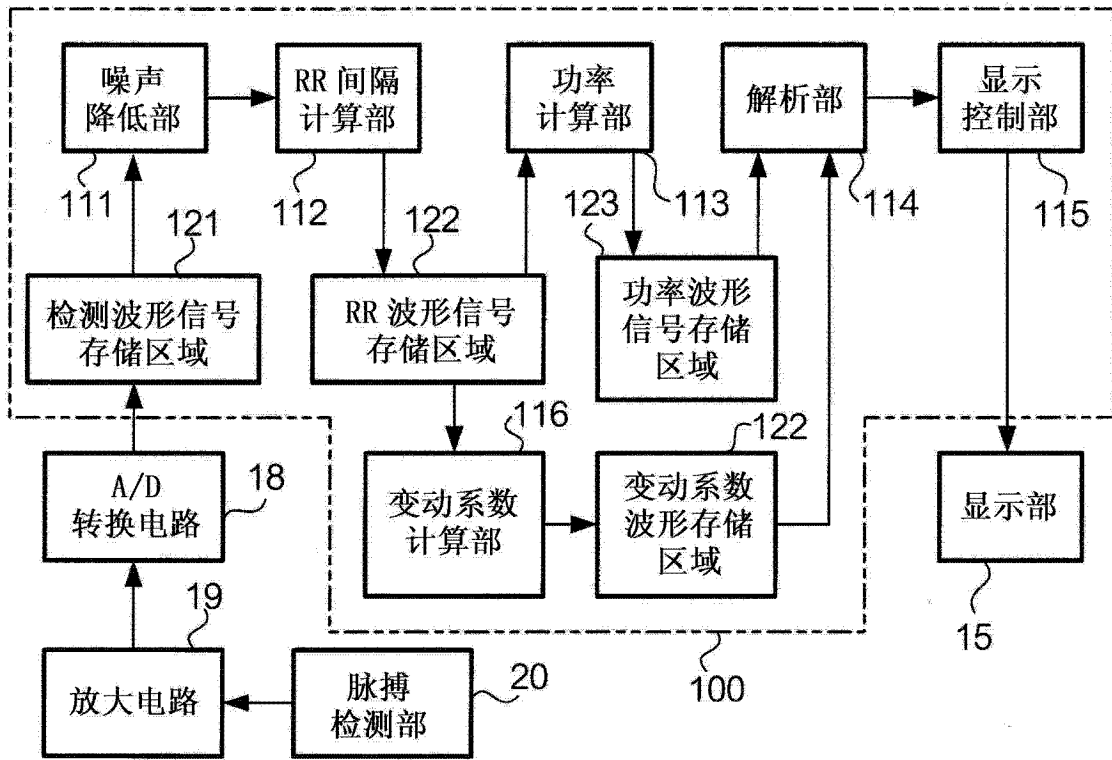 噪声
降低部
111
RR 间隔
计算部
112
功率
计算部
113
解析部
114
显示
控制部
115
121
检测波形信号
存储区域
122
RR 波形信号
存储区域
123
功率波形
信号存储
区域
116
变动系数
计算部
122
变动系数
波形存储
区域
A/D
转换电路
18
显示部
15
19
放大电路
脉搏
检测部
20
100